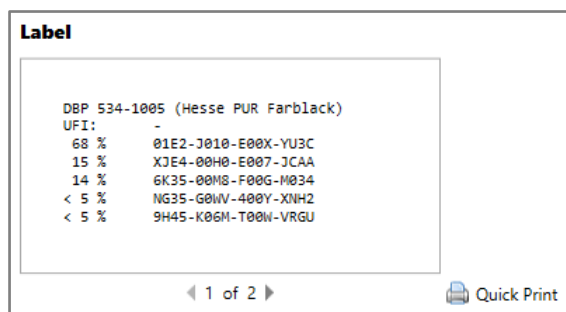 Label
DBP 534-1005 (Hesse PUR Farblack)
UFI: -
68 % 01E2-J010-E00X-YU3C
15 % XJE4-00H0-E007-JCAA
14 % 6K35-00M8-F00G-M034
< 5 % NG35-G0WV-400Y-XNH2
< 5 % 9H45-K06M-T00W-VRGU
1 of 2
Quick Print